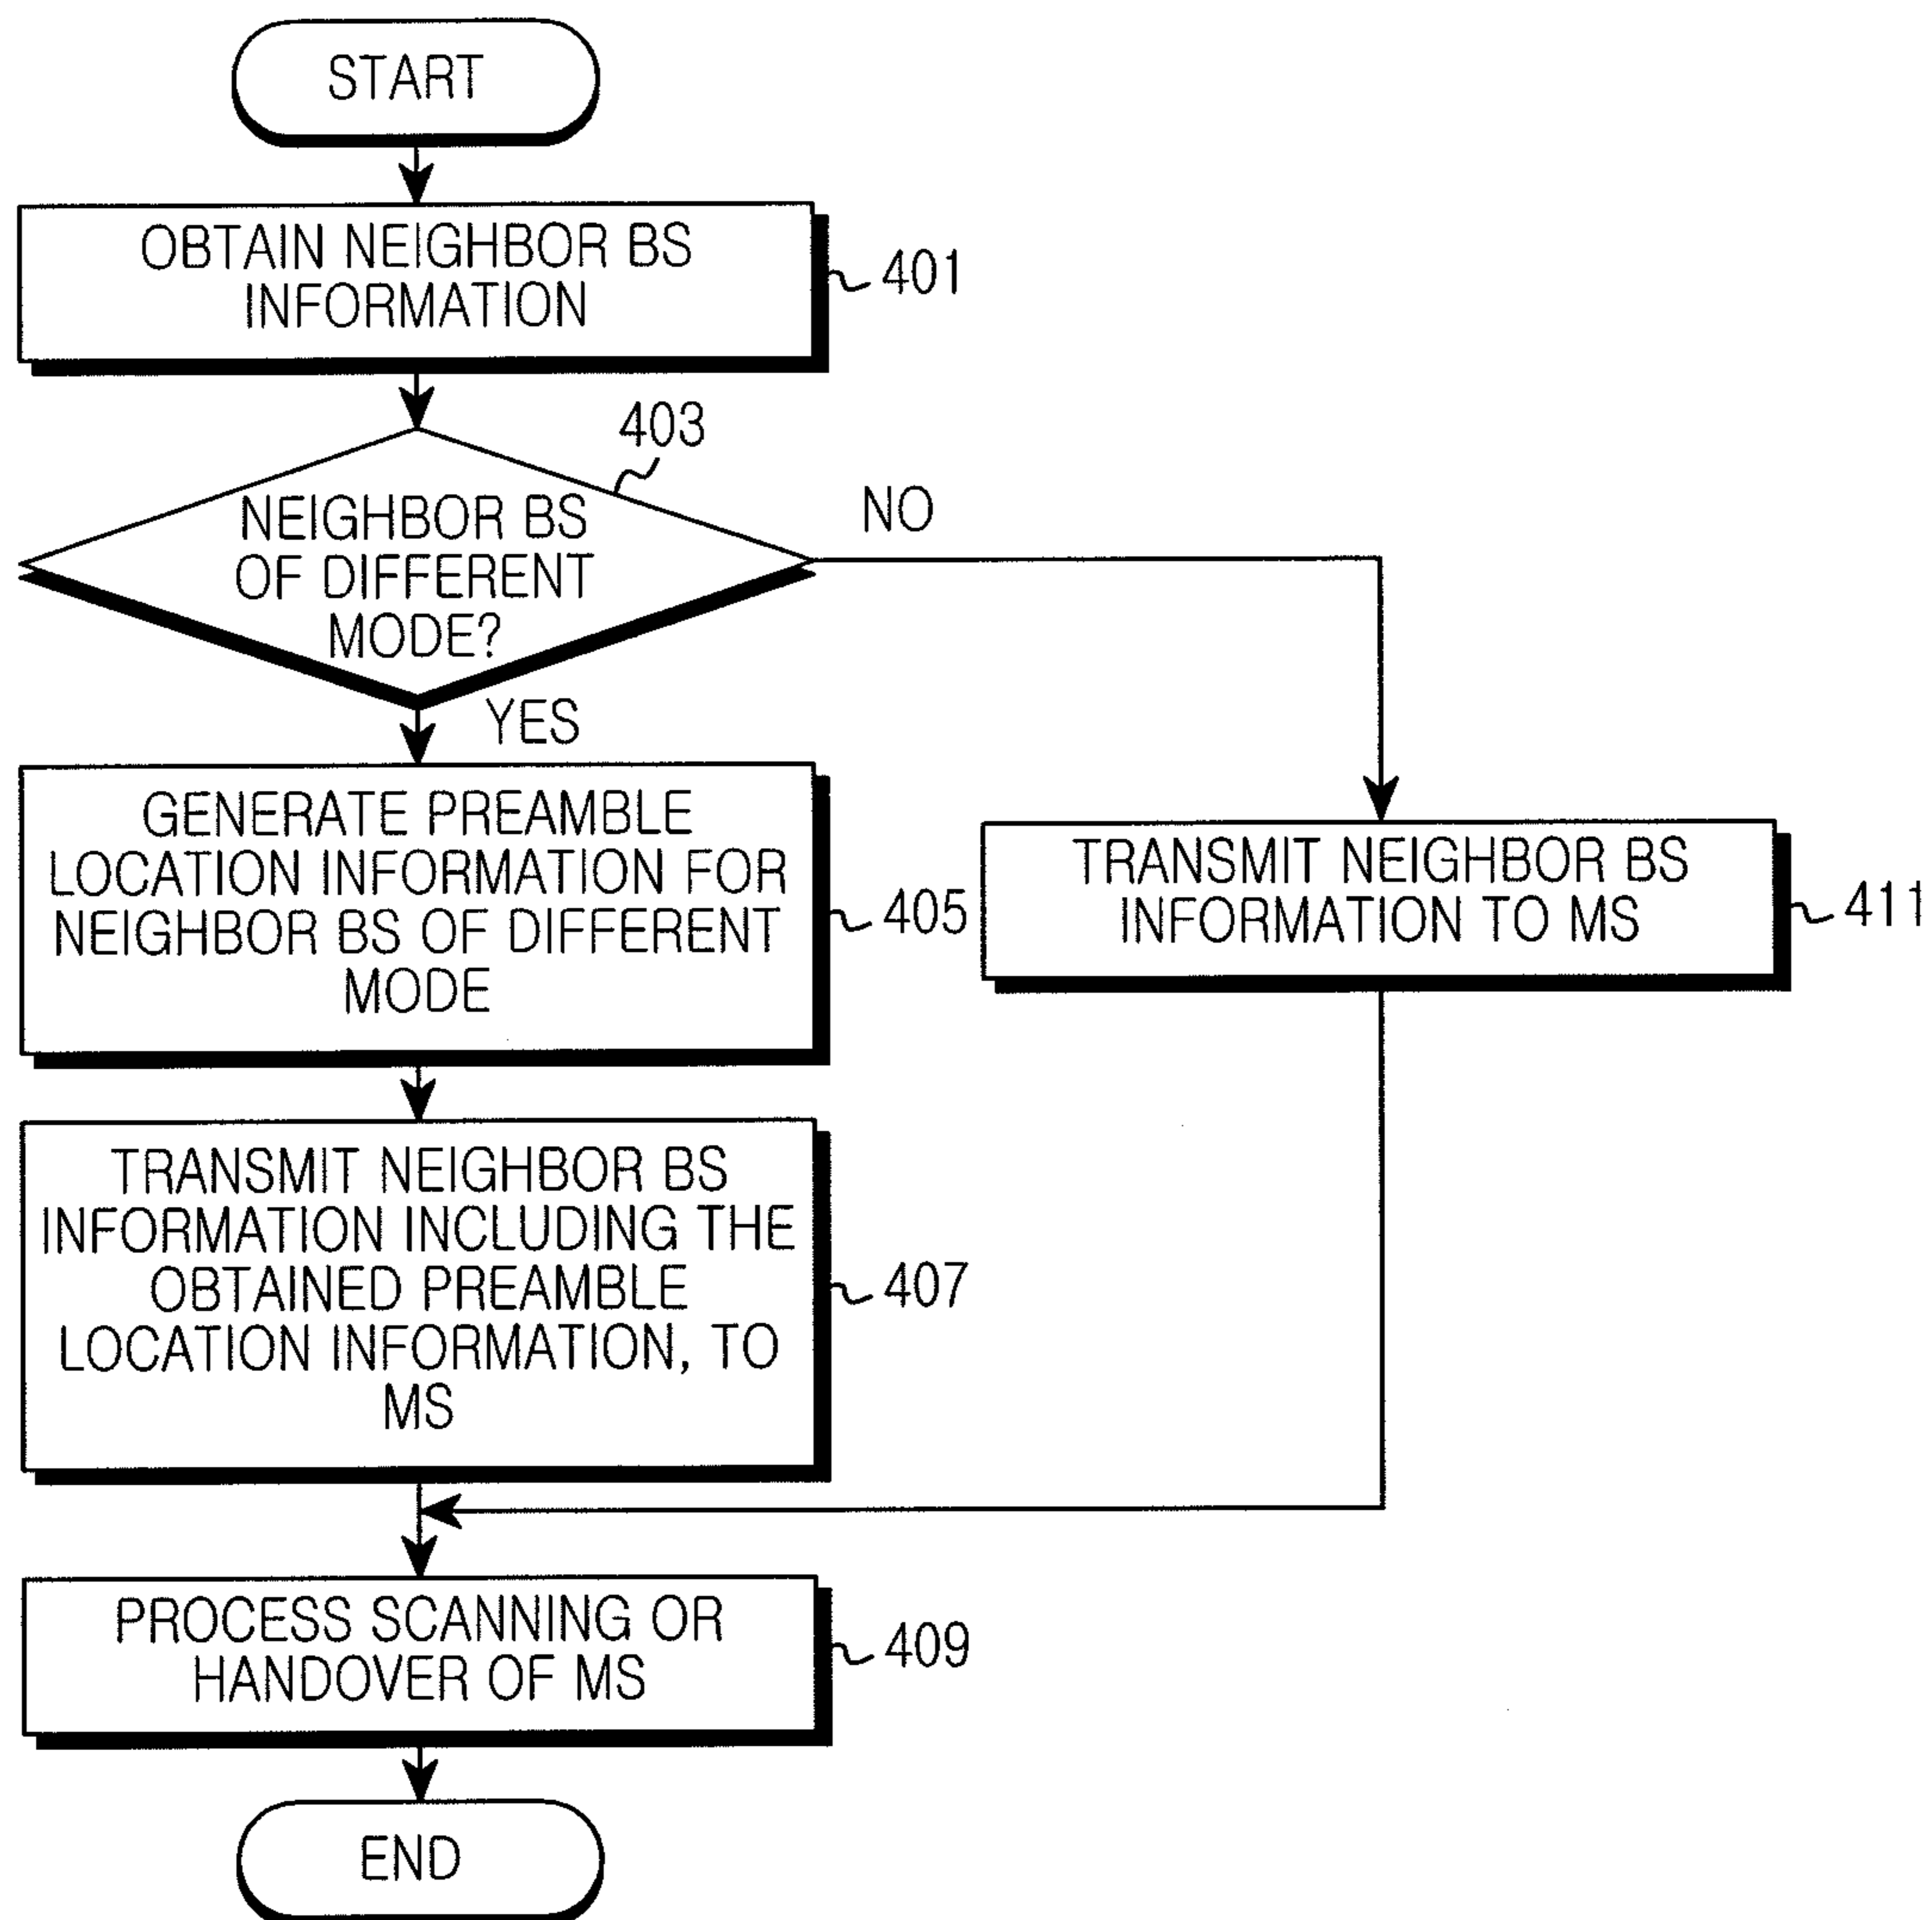 START
OBTAIN NEIGHBOR BS
INFORMATION
401
403
NEIGHBOR BS
OF DIFFERENT
MODE?
NO
YES
GENERATE PREAMBLE
LOCATION INFORMATION FOR
NEIGHBOR BS OF DIFFERENT
MODE
405
TRANSMIT NEIGHBOR BS
INFORMATION TO MS
411
TRANSMIT NEIGHBOR BS
INFORMATION INCLUDING THE
OBTAINED PREAMBLE
LOCATION INFORMATION, TO
MS
407
PROCESS SCANNING OR
HANDOVER OF MS
409
END